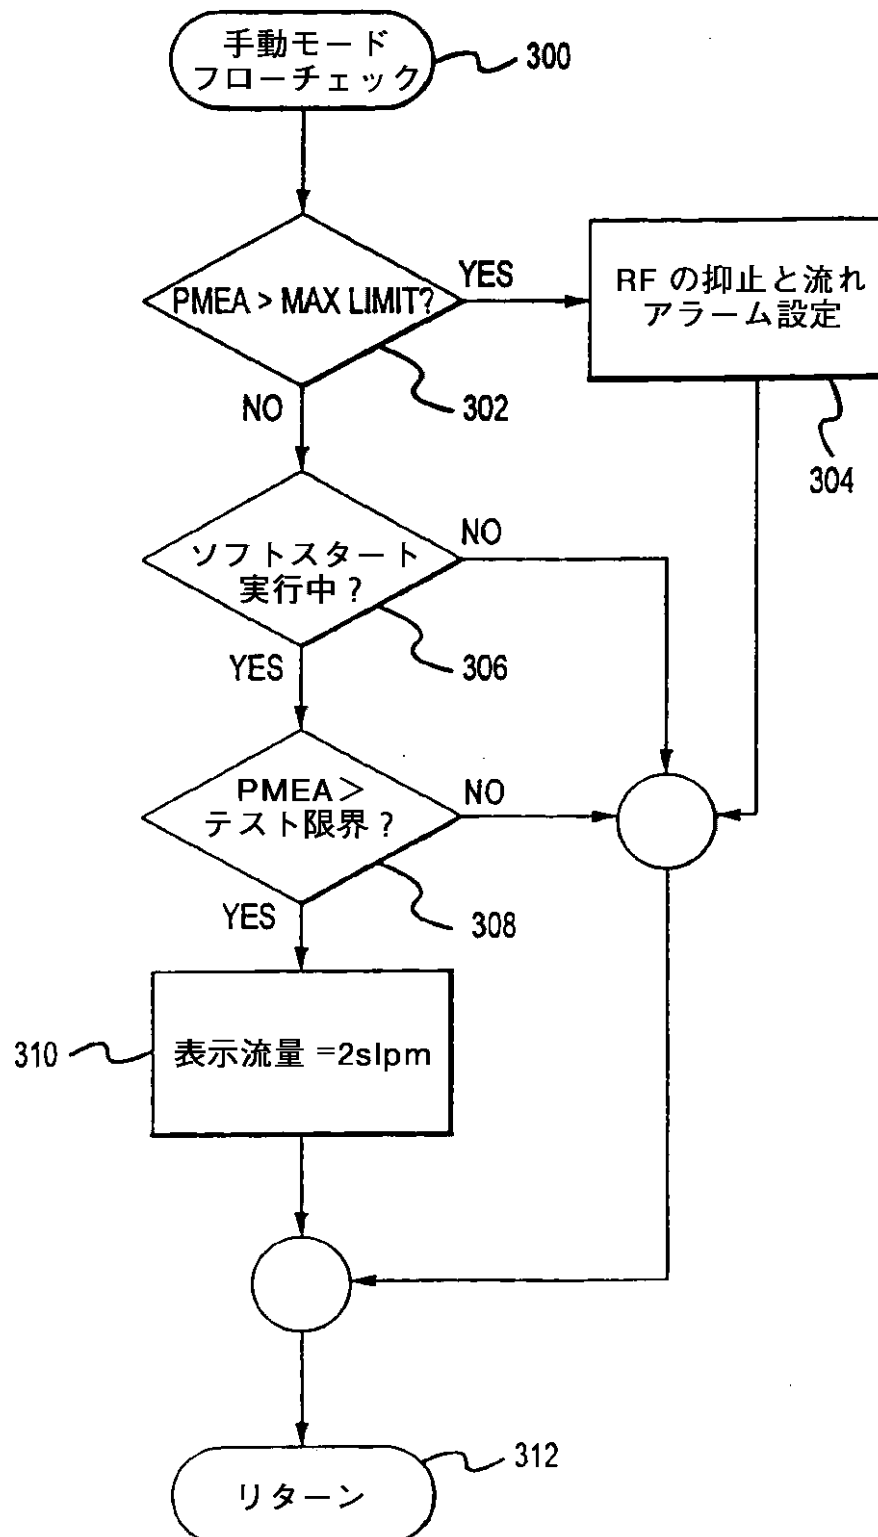 手動モード
フローチェック
300
PMEA > MAX LIMIT?
YES
RF の抑止と流れ
アラーム設定
NO
302
304
ソフトスタート
実行中？
NO
YES
306
PMEA＞
テスト限界？
NO
YES
308
310
表示流量 =2slpm
312
リターン